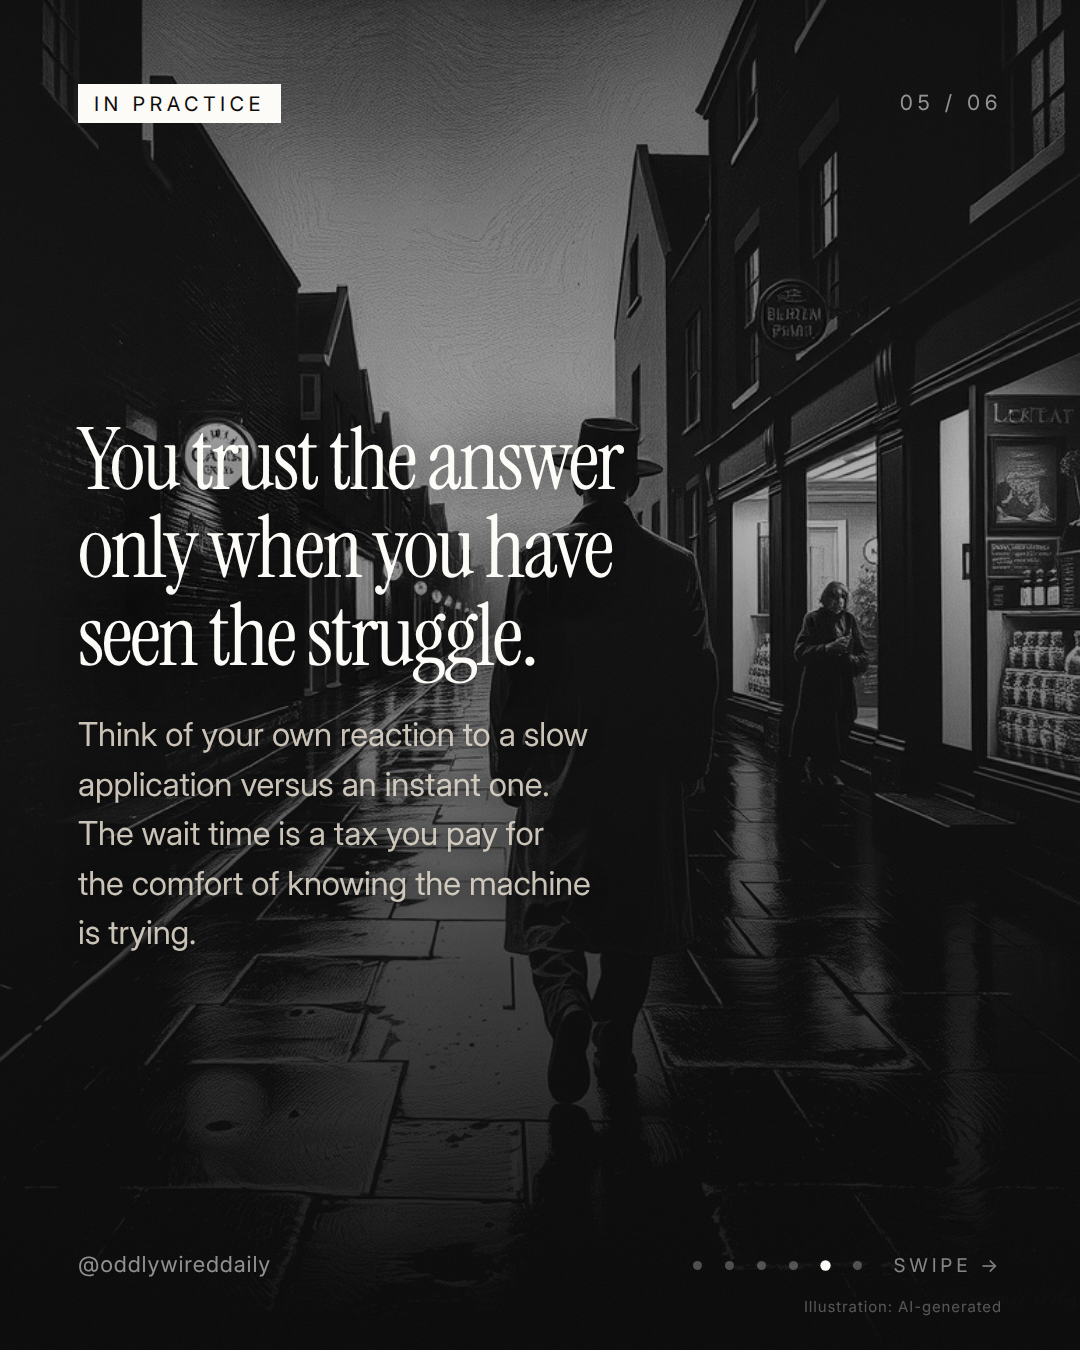 IN PRACTICE
05 / 06
You trust the answer
only when you have
seen the struggle.
Think of your own reaction to a slow
application versus an instant one.
The wait time is a tax you pay for
the comfort of knowing the machine
is trying.
@oddlywireddaily
SWIPE →
Illustration: AI-generated